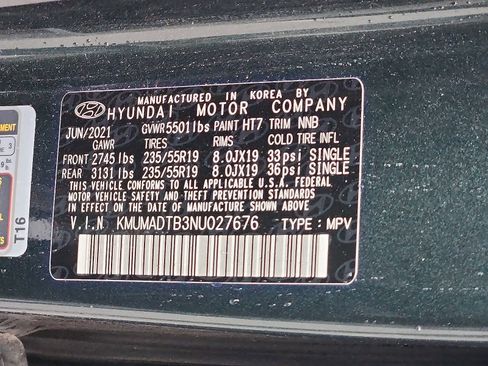 MANUFACTURED IN KOREA BY
HYUNDAI MOTOR COMPANY
JUN/2021 GVWR 5501lbs PAINT HT7 TRIM NNB
GAWR TIRES RIMS COLD TIRE INFL
FRONT 2745lbs 235/55R19 8.0JX19 33psi SINGLE
REAR 3131lbs 235/55R19 8.0JX19 36psi SINGLE
THIS VEHICLE CONFORMS TO ALL APPLICABLE U.S.A. FEDERAL
MOTOR VEHICLE SAFETY AND THEFT PREVENTION STANDARDS
IN EFFECT ON THE DATE OF MANUFACTURE SHOWN ABOVE.
V.I.N KMUMADTB3NU027676 TYPE: MPV
T16